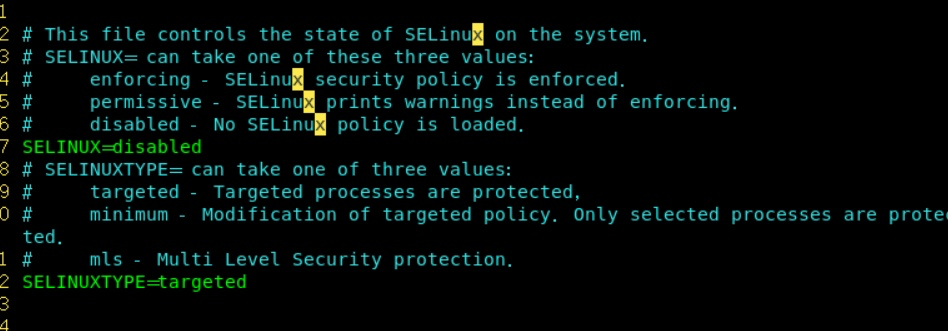 1
2 # This file controls the state of SELinux on the system.
3 # SELINUX= can take one of these three values:
4 #     enforcing - SELinux security policy is enforced.
5 #     permissive - SELinux prints warnings instead of enforcing.
6 #     disabled - No SELinux policy is loaded.
7 SELINUX=disabled
8 # SELINUXTYPE= can take one of three values:
9 #     targeted - Targeted processes are protected,
0 #     minimum - Modification of targeted policy. Only selected processes are protec
ted.
1 #     mls - Multi Level Security protection.
2 SELINUXTYPE=targeted
3
4